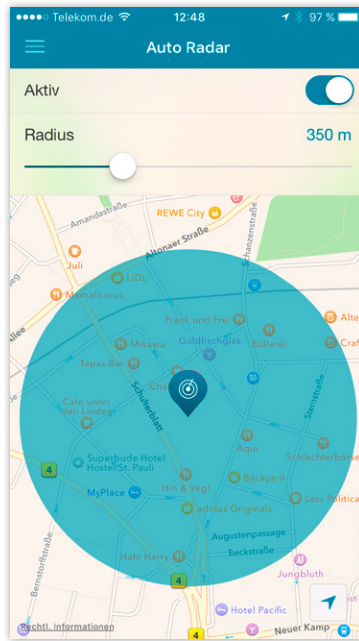 Telekom.de
12:48
97 %
Auto Radar
Aktiv
Radius
350 m
Amandastraße
REWE City
Altonaer Straße
Schanzenstraße
Juli
LIDL
Mamalicious
Allee
Frank und Frei
Alte
Mikawa
Goldfischglas
Bullerei
Craf
Tapas Bar
Cha
Cafe unter
den Linden
Schulterblatt
Sternstraße
Aqui
Schlachterbörse
Superbude Hotel
Hostel St. Pauli
4
Hin & Veg!
Backyard
MyPlace
adidas Originals
Less Politica
Augustenpassage
Beckstraße
Hate Harry
Bernstorffstraße
4
Jungbluth
Hotel Pacific
Rechtl. Informationen
4
Neuer Kamp